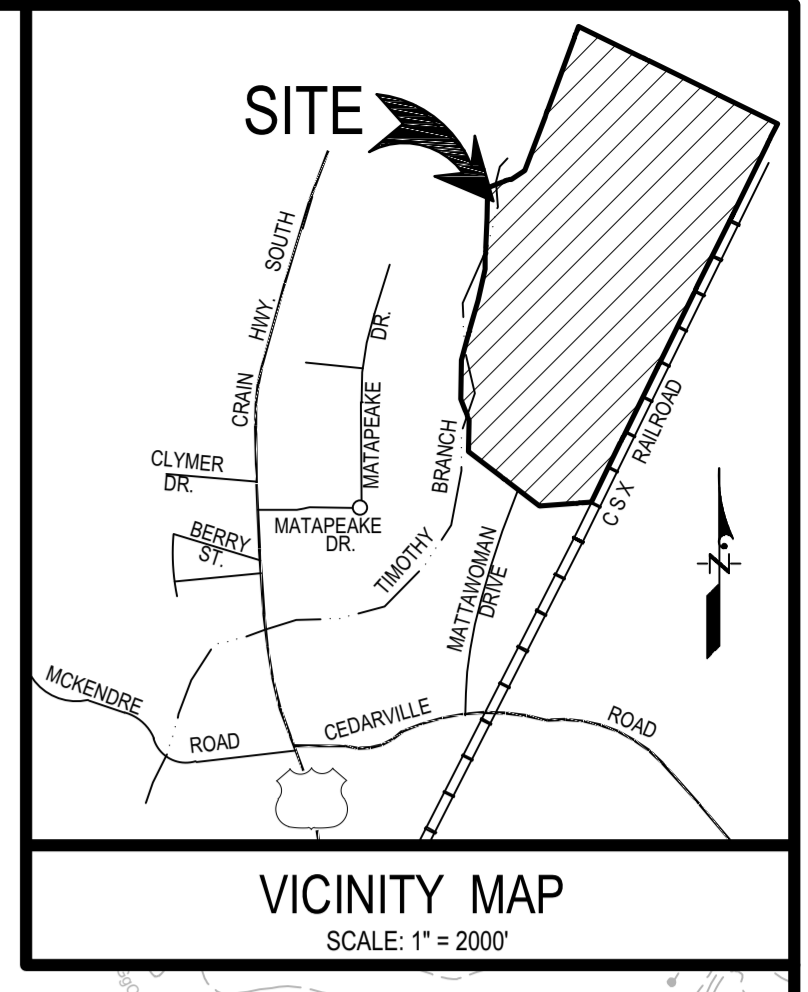 SITE
CRAIN HWY. SOUTH
MATAPEAKE DR.
CLYMER
DR.
MATAPEAKE
DR.
BERRY
ST.
TIMOTHY BRANCH
MATTAWOMAN
DRIVE
CSX RAILROAD
N
MCKENDRE ROAD
CEDARVILLE ROAD
VICINITY MAP
SCALE: 1" = 2000'